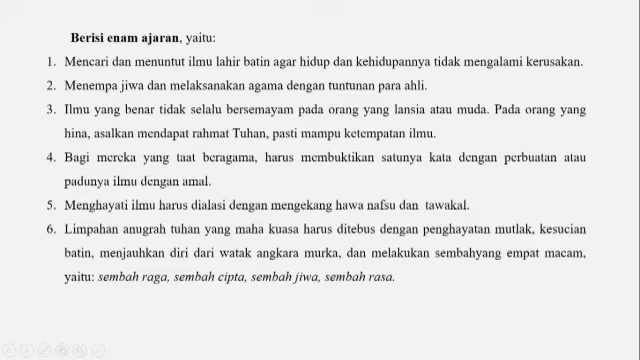 Berisi enam ajaran, yaitu:
1. Mencari dan menuntut ilmu lahir batin agar hidup dan kehidupannya tidak mengalami kerusakan.
2. Menempa jiwa dan melaksanakan agama dengan tuntunan para ahli.
3. Ilmu yang benar tidak selalu bersemayam pada orang yang lansia atau muda. Pada orang yang
hina, asalkan mendapat rahmat Tuhan, pasti mampu ketempatan ilmu.
4. Bagi mereka yang taat beragama, harus membuktikan satunya kata dengan perbuatan atau
padunya ilmu dengan amal.
5. Menghayati ilmu harus dialasi dengan mengekang hawa nafsu dan tawakal.
6. Limpahan anugrah tuhan yang maha kuasa harus ditebus dengan penghayatan mutlak, kesucian
batin, menjauhkan diri dari watak angkara murka, dan melakukan sembahyang empat macam,
yaitu: sembah raga, sembah cipta, sembah jiwa, sembah rasa.